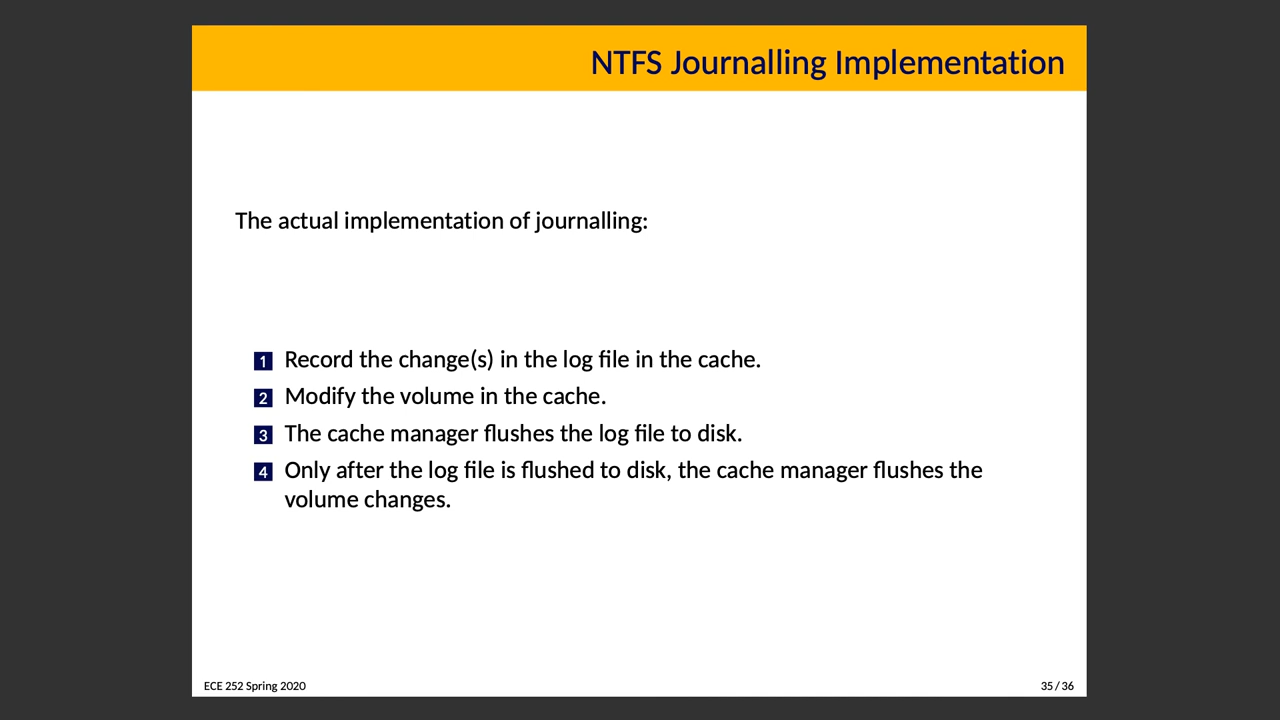 NTFS Journalling Implementation
The actual implementation of journalling:
1 Record the change(s) in the log file in the cache.
2 Modify the volume in the cache.
3 The cache manager flushes the log file to disk.
4 Only after the log file is flushed to disk, the cache manager flushes the
volume changes.
ECE 252 Spring 2020
35 / 36